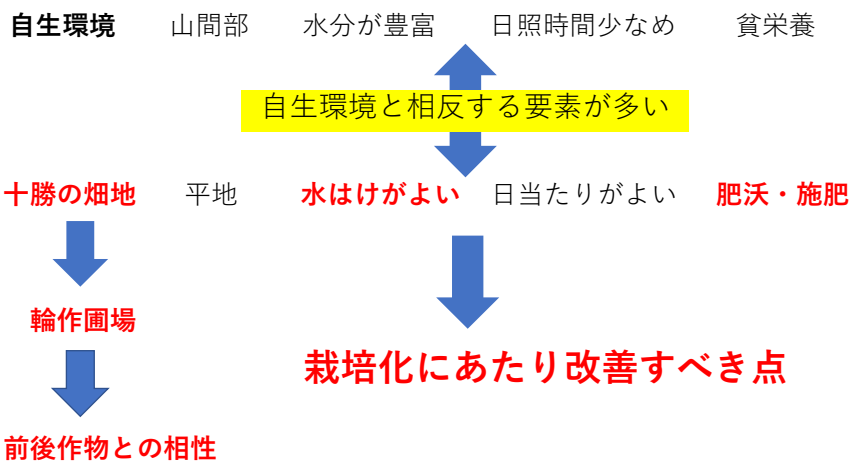 自生環境 山間部 水分が豊富 日照時間少なめ 貧栄養
自生環境と相反する要素が多い
十勝の畑地 平地 水はけがよい 日当たりがよい 肥沃・施肥
輪作圃場
栽培化にあたり改善すべき点
前後作物との相性